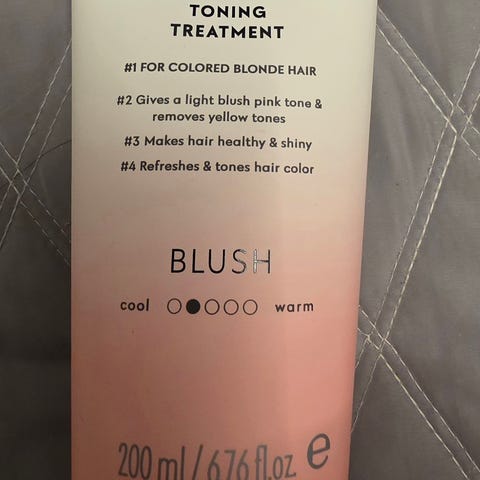 TONING
TREATMENT
#1 FOR COLORED BLONDE HAIR
#2 Gives a light blush pink tone &
removes yellow tones
#3 Makes hair healthy & shiny
#4 Refreshes & tones hair color
BLUSH
cool warm
200 ml / 6.76 fl.oz. e